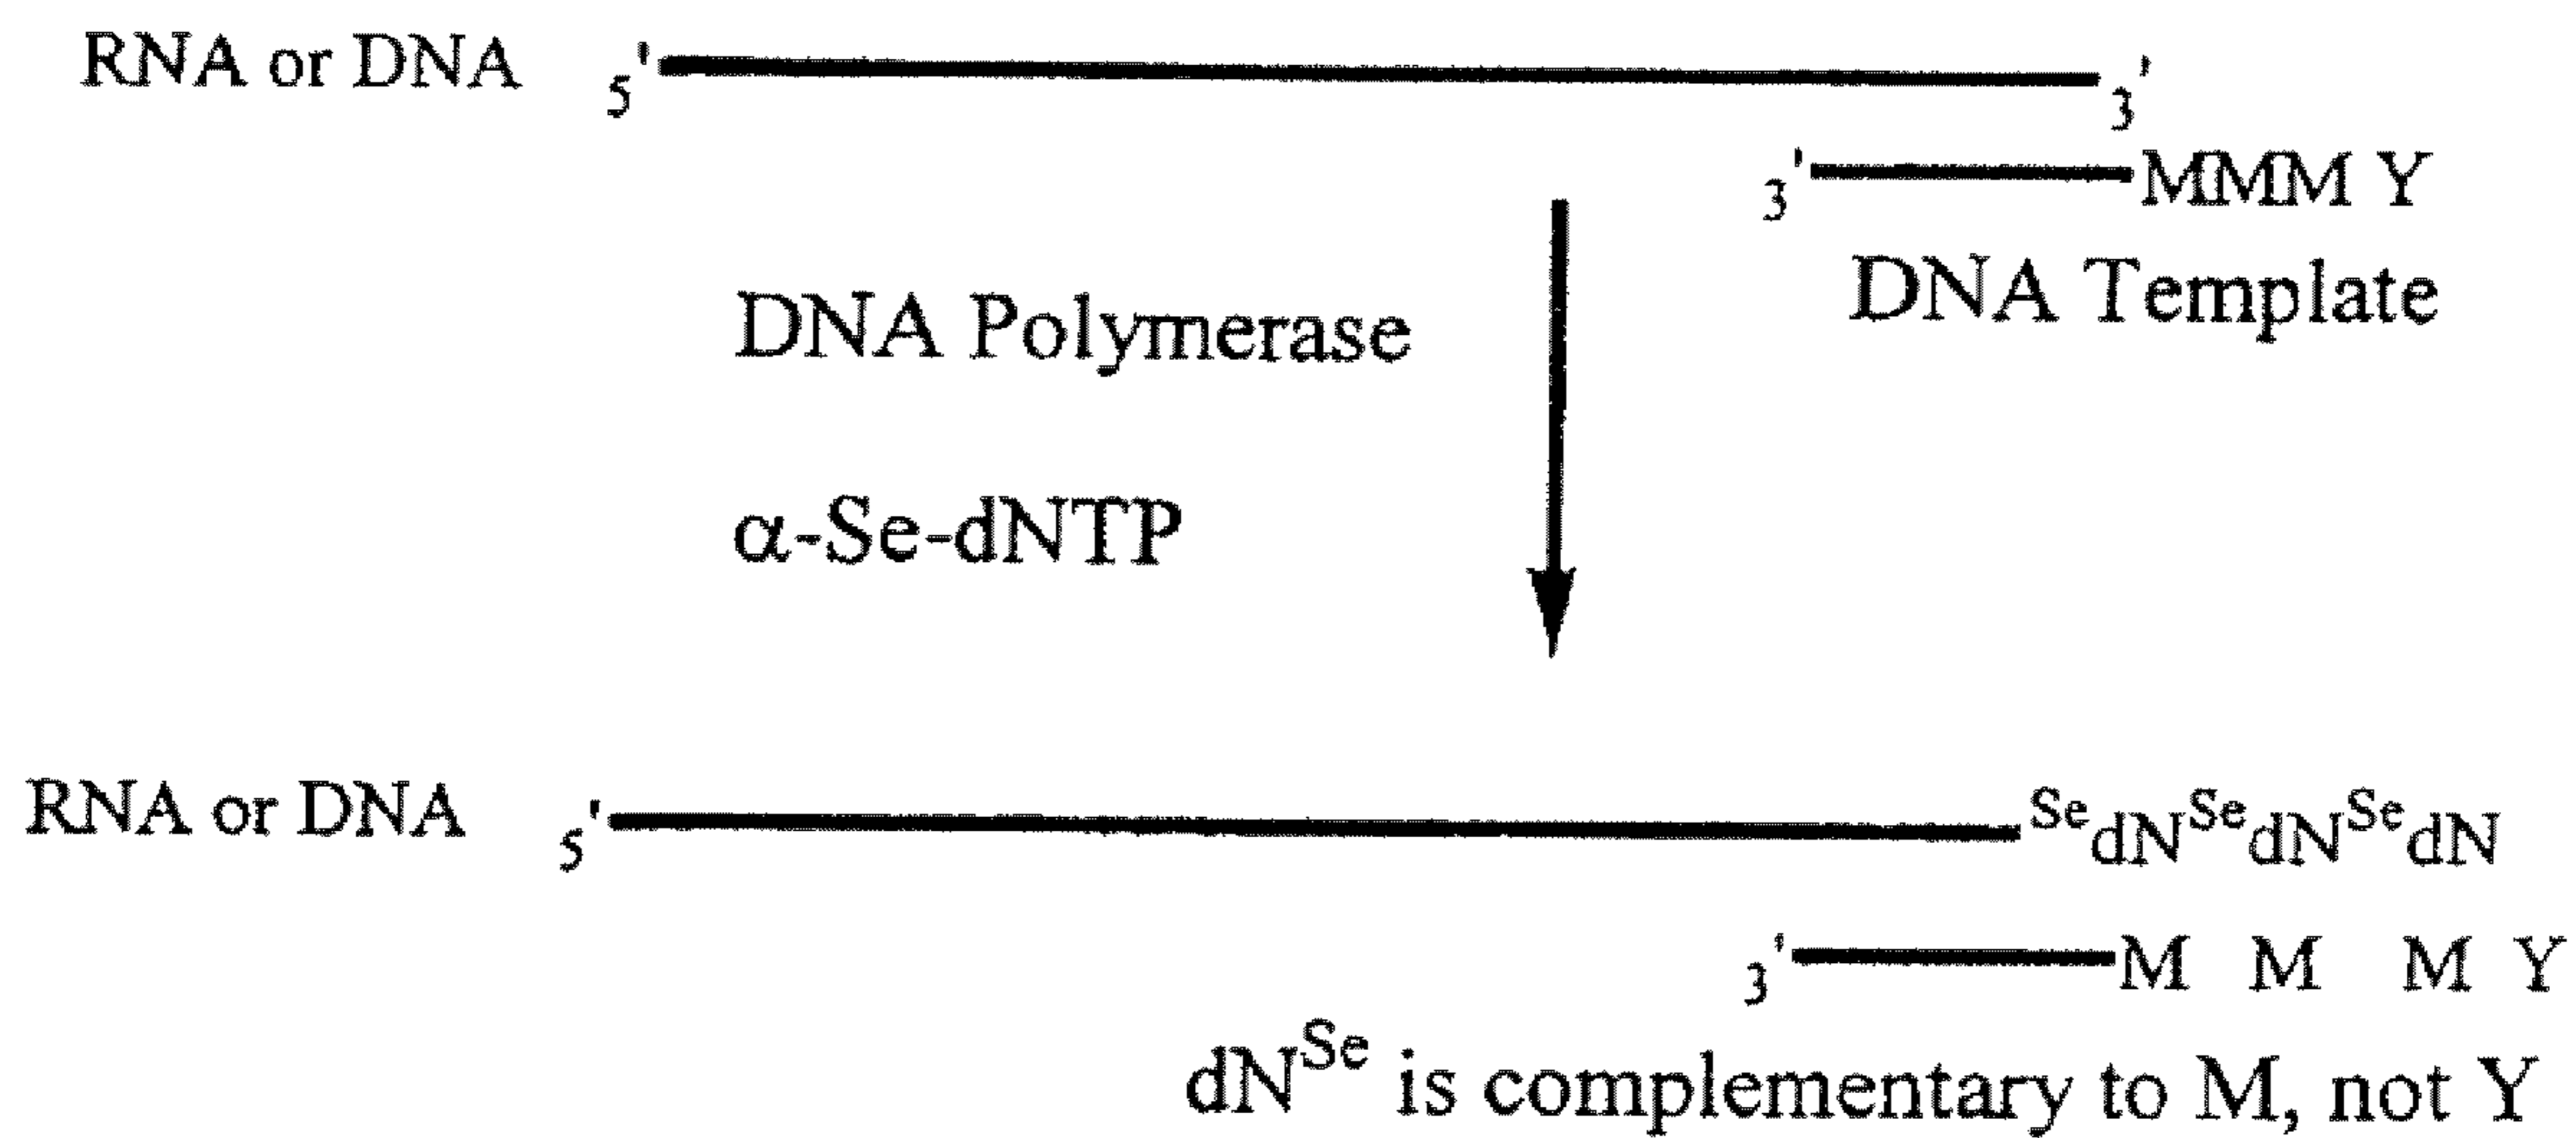 RNA or DNA 5' 3'
3' MMM Y
DNA Template
DNA Polymerase
α-Se-dNTP
RNA or DNA 5' SedNSedNSedN
3' M M M Y
dNSe is complementary to M, not Y